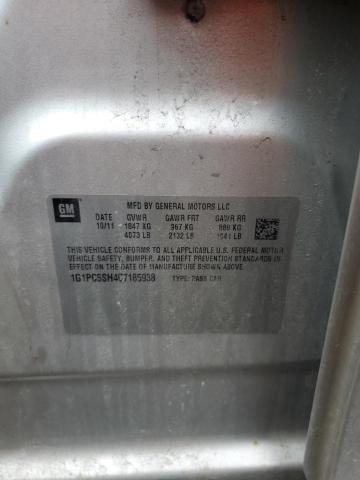 GM
MFD BY GENERAL MOTORS LLC
DATE GVWR GAWR FRT GAWR RR
10/11 1847 KG 967 KG 880 KG
4073 LB 2132 LB 1941 LB
THIS VEHICLE CONFORMS TO ALL APPLICABLE U.S. FEDERAL MOTOR
VEHICLE SAFETY, BUMPER, AND THEFT PREVENTION STANDARDS IN
EFFECT ON THE DATE OF MANUFACTURE SHOWN ABOVE.
1G1PC5SH4C7185938 TYPE: PASS CAR